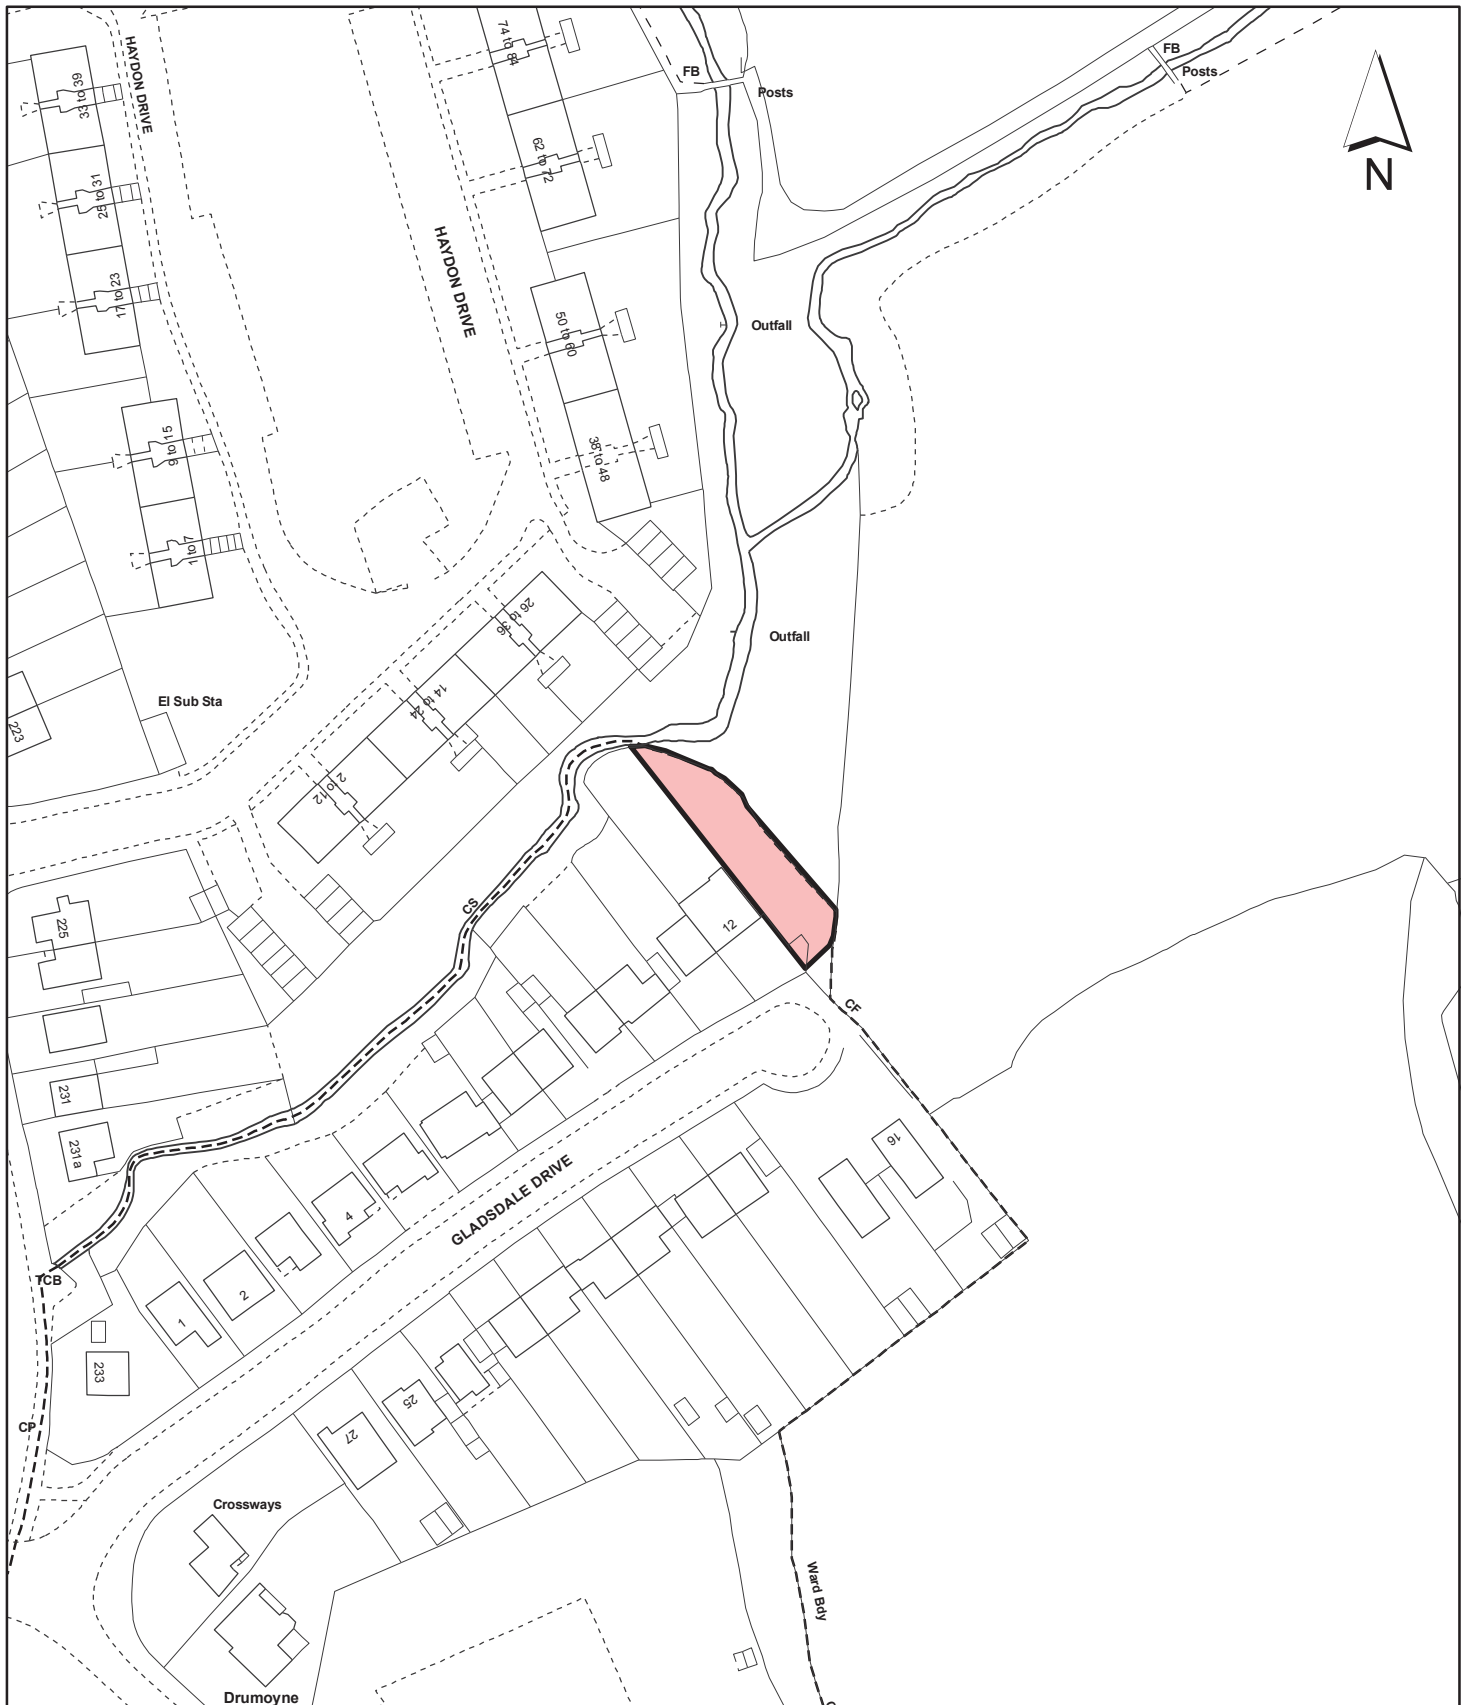 74 to 84
FB
FB
Posts
Posts
HAYDON DRIVE
33 to 39
N
62 to 72
25 to 31
HAYDON DRIVE
17 to 23
Outfall
50 to 60
9 to 15
38 to 48
1 to 7
26 to 36
Outfall
El Sub Sta
14 to 24
223
2 to 12
CS
225
12
CF
231
231a
16
GLADSDALE DRIVE
4
TCB
2
1
233
25
CP
27
Crossways
Ward Bdy
Drumoyne